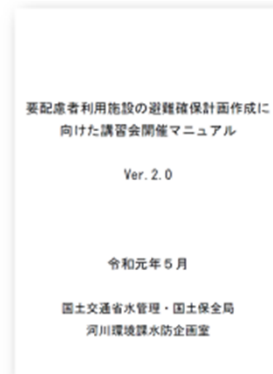 要配慮者利用施設の避難確保計画作成に
向けた講習会開催マニュアル
Ver.2.0
令和元年５月
国土交通省水管理・国土保全局
河川環境課水防企画室